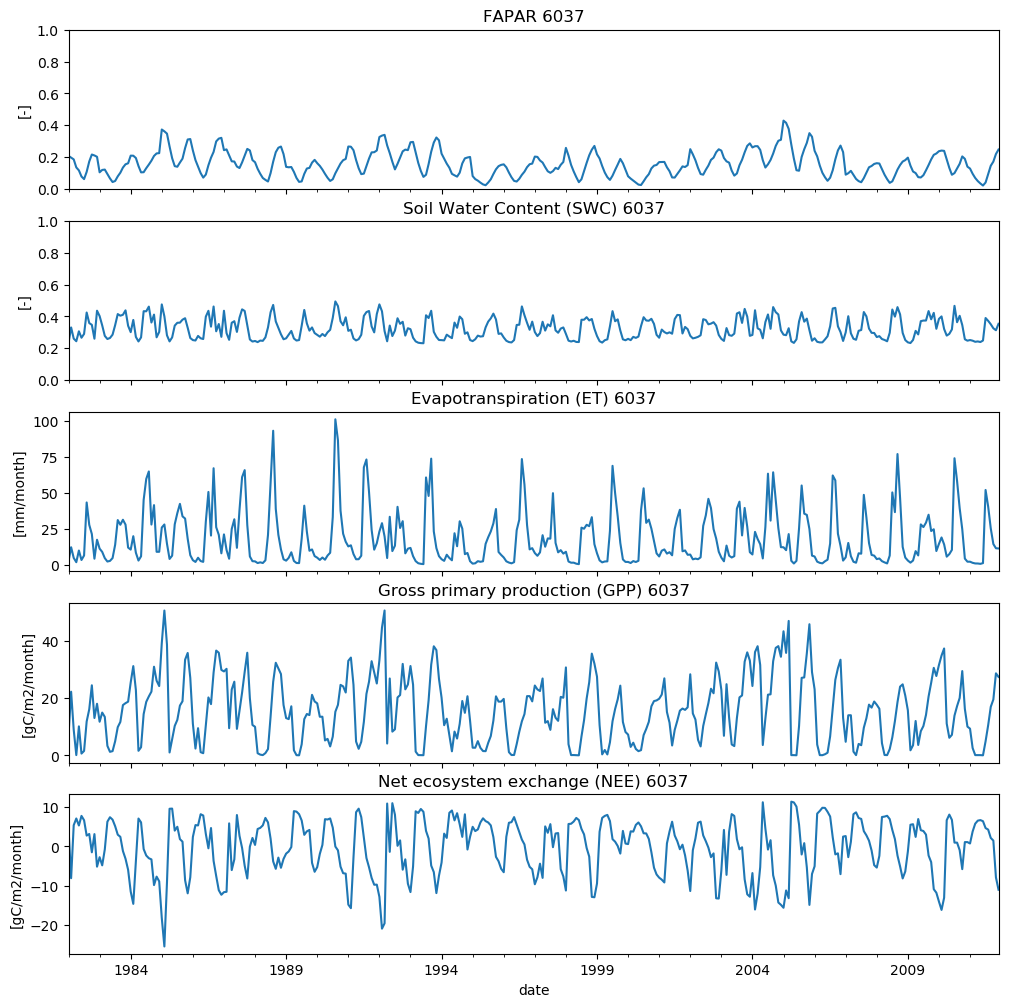 FAPAR 6037
1.0
0.8
0.6
0.4
0.2
0.0
[-]
Soil Water Content (SWC) 6037
1.0
0.8
0.6
0.4
0.2
0.0
[-]
Evapotranspiration (ET) 6037
100
75
50
25
0
[mm/month]
Gross primary production (GPP) 6037
40
20
0
[gC/m2/month]
Net ecosystem exchange (NEE) 6037
10
0
−10
−20
[gC/m2/month]
1984 1989 1994 1999 2004 2009
date